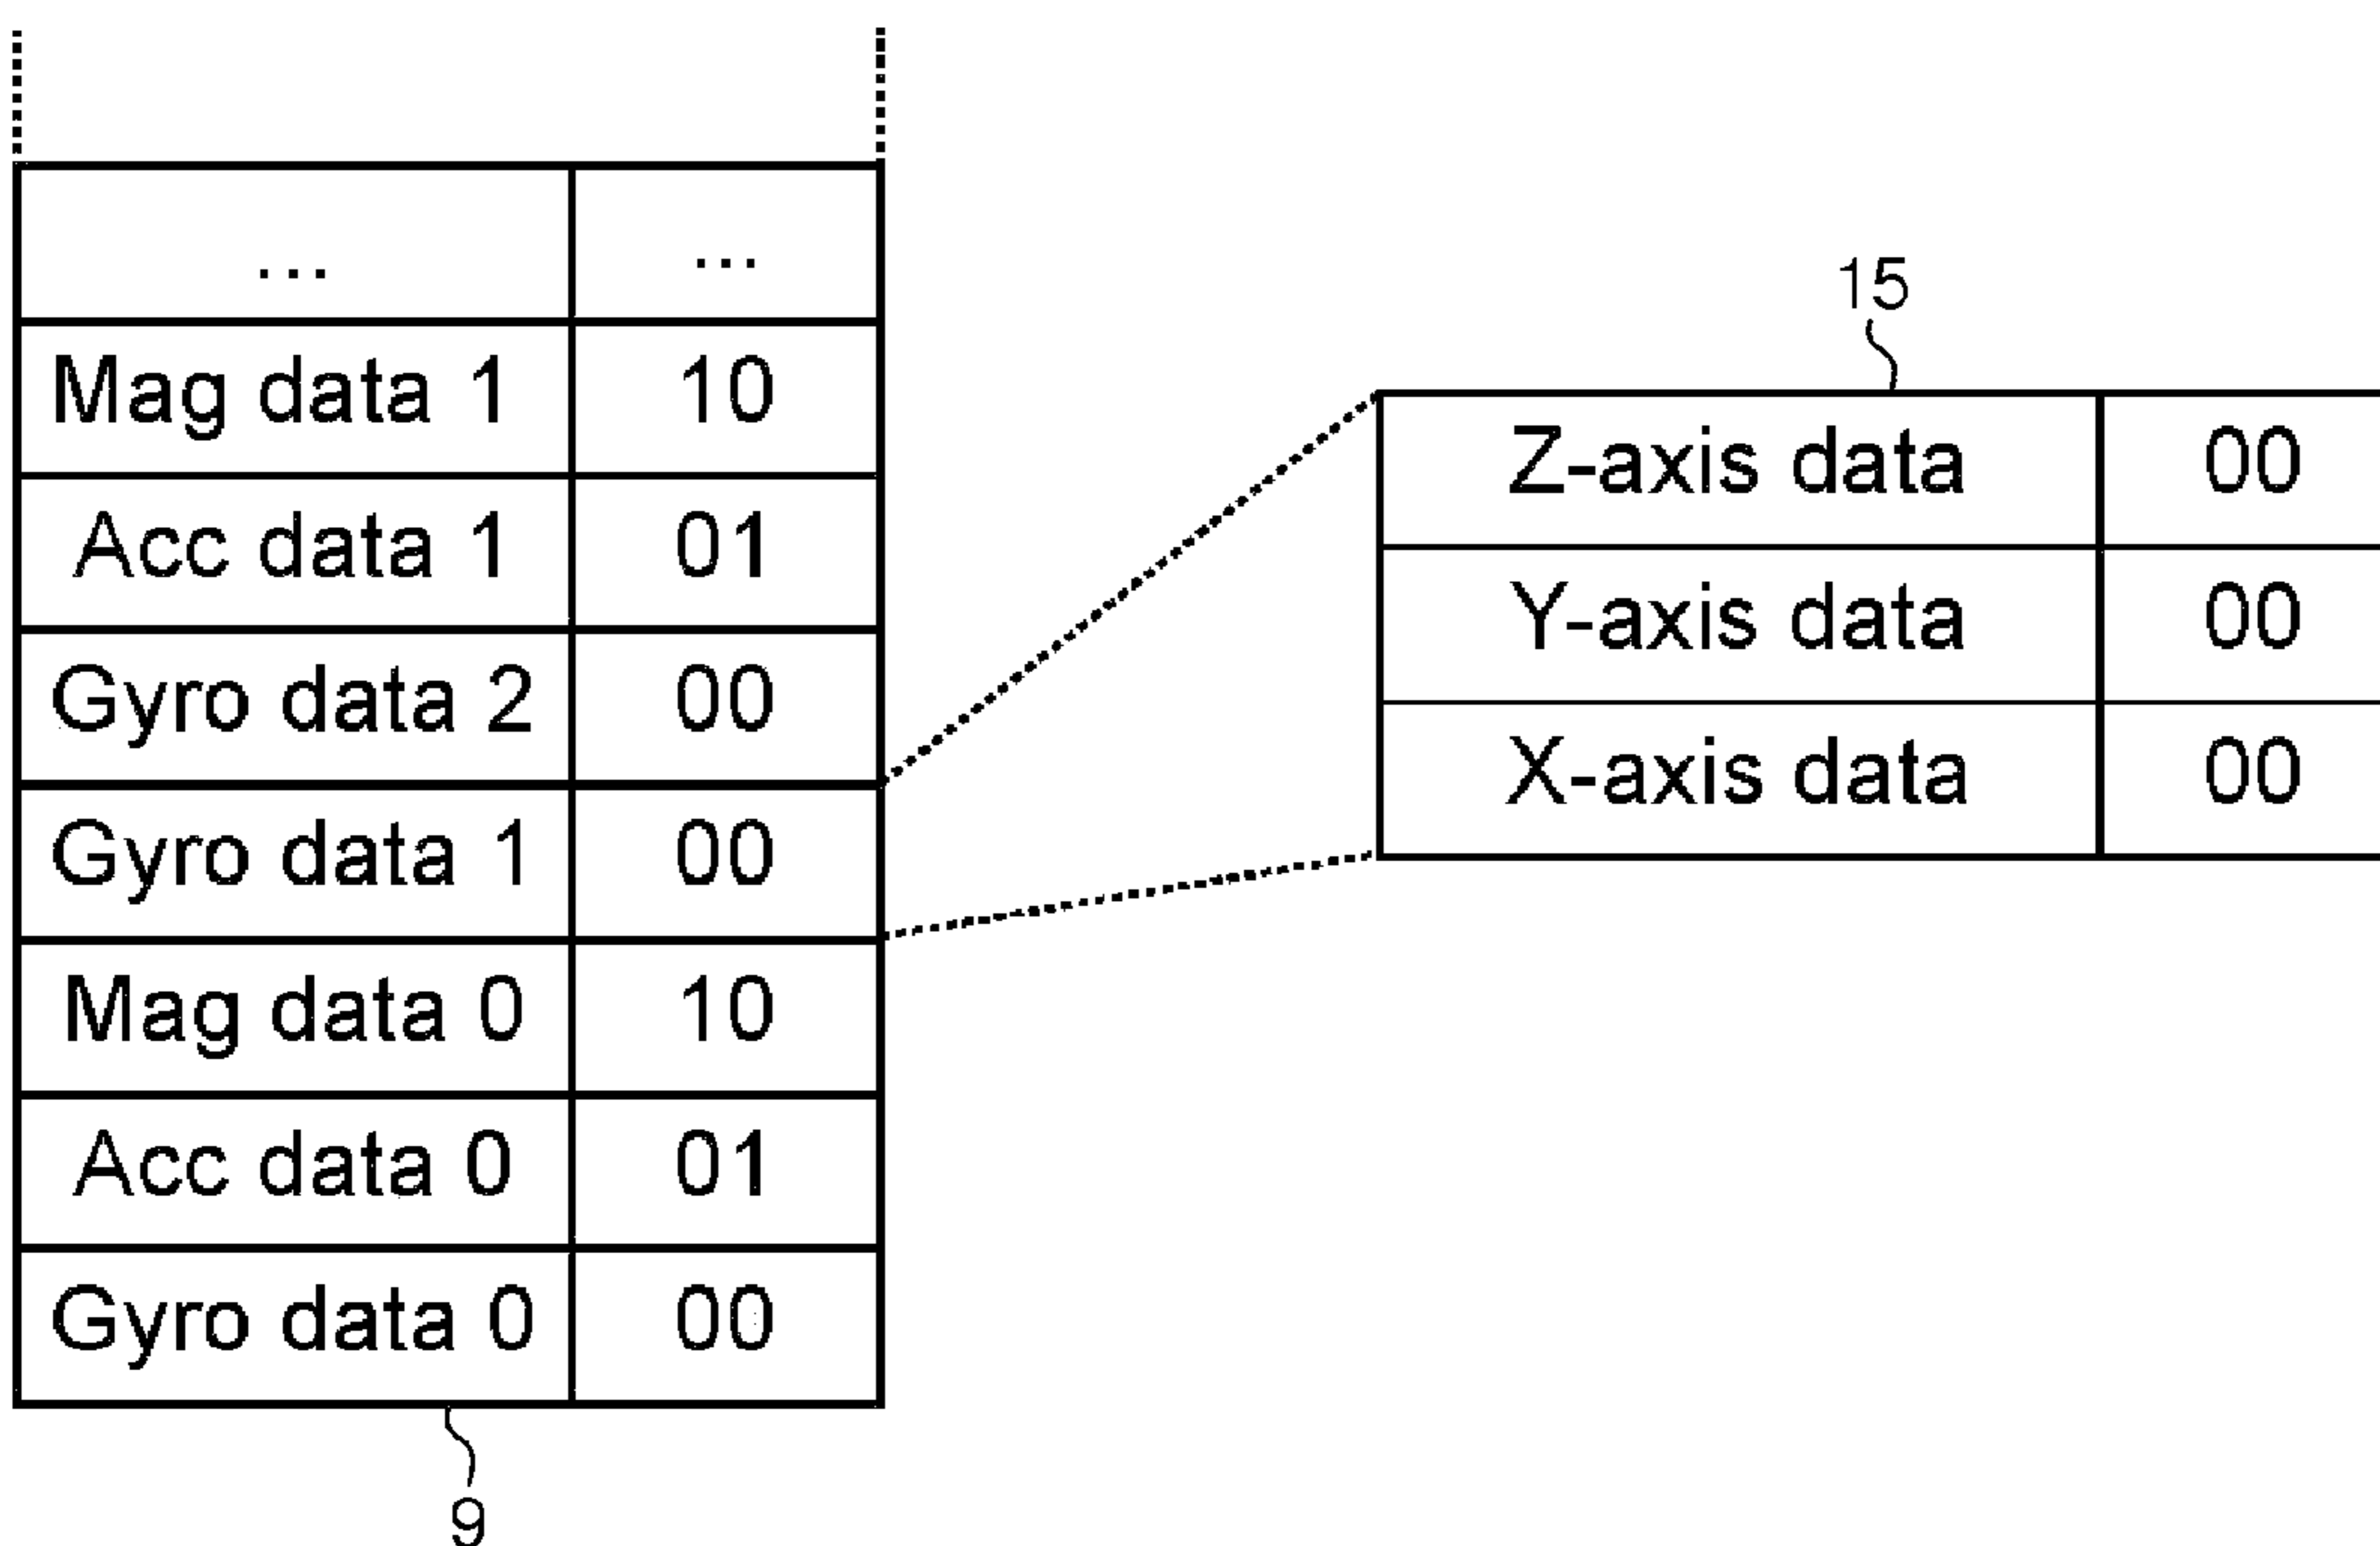 ... ...
Mag data 1 10
Acc data 1 01
Gyro data 2 00
Gyro data 1 00
Mag data 0 10
Acc data 0 01
Gyro data 0 00
9
15
Z-axis data 00
Y-axis data 00
X-axis data 00